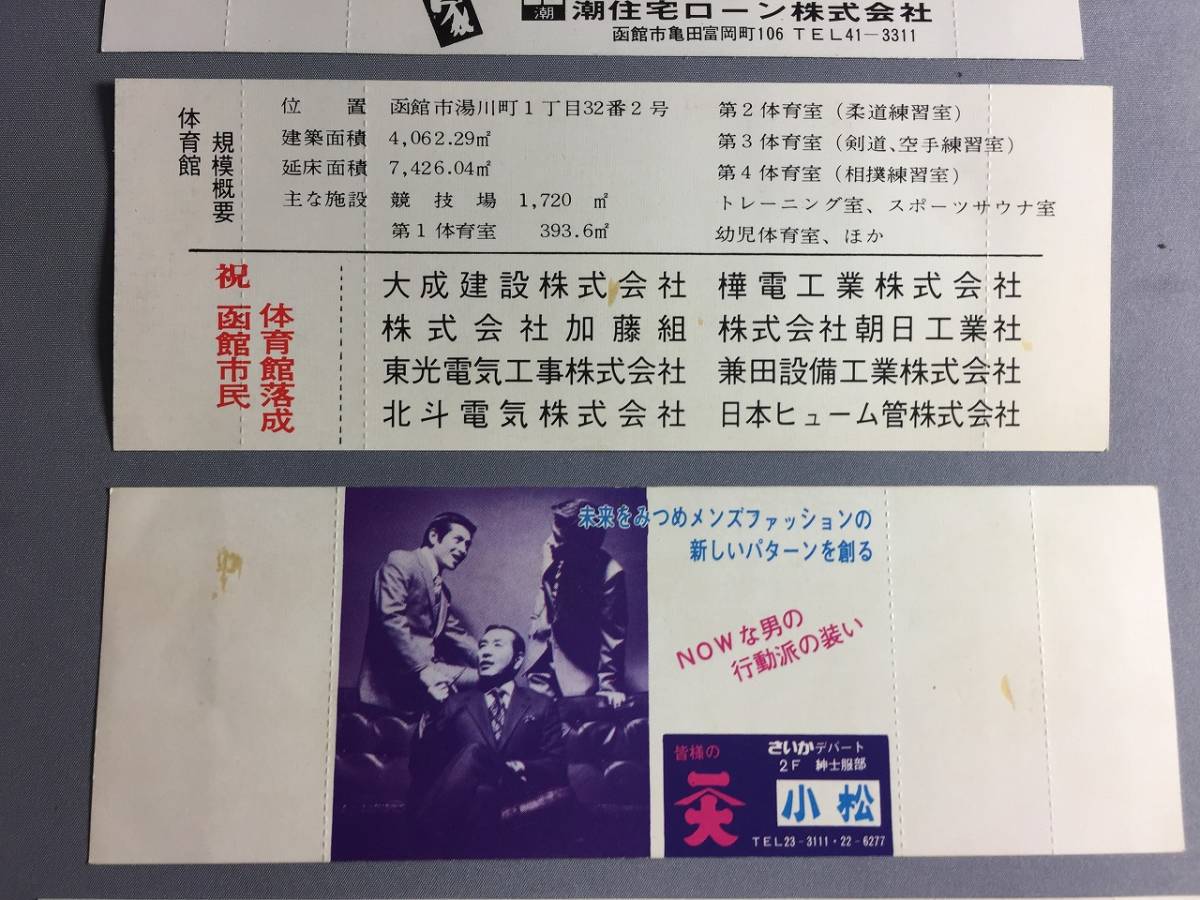 潮
潮住宅ローン株式会社
函館市亀田富岡町106 TEL41-3311
体育館
規模概要
位 置 函館市湯川町1丁目32番2号
建築面積 4,062.29㎡
延床面積 7,426.04㎡
主な施設 競技場 1,720 ㎡
第1体育室 393.6㎡
第2体育室(柔道練習室)
第3体育室(剣道、空手練習室)
第4体育室(相撲練習室)
トレーニング室、スポーツサウナ室
幼児体育室、ほか
祝 函館市民
体育館落成
大成建設株式会社
株式会社加藤組
東光電気工事株式会社
北斗電気株式会社
樺電工業株式会社
株式会社朝日工業社
兼田設備工業株式会社
日本ヒューム管株式会社
未来をみつめメンズファッションの
新しいパターンを創る
NOWな男の
行動派の装い
皆様の
さいかデパート
2F 紳士服部
小松
TEL23-3111・22-6277